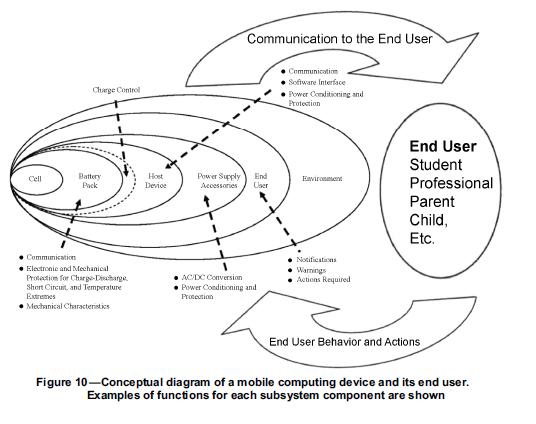 Communication to the End User
● Communication
● Software Interface
● Power Conditioning and
Protection
Charge Control
End User
Student
Professional
Parent
Child,
Etc.
Cell
Battery
Pack
Host
Device
Power Supply
Accessories
End
User
Environment
● Communication
● Electronic and Mechanical
Protection for Charge-Discharge,
Short Circuit, and Temperature
Extremes
● Mechanical Characteristics
● AC/DC Conversion
● Power Conditioning and
Protection
● Notifications
● Warnings
● Actions Required
End User Behavior and Actions
Figure 10—Conceptual diagram of a mobile computing device and its end user.
Examples of functions for each subsystem component are shown